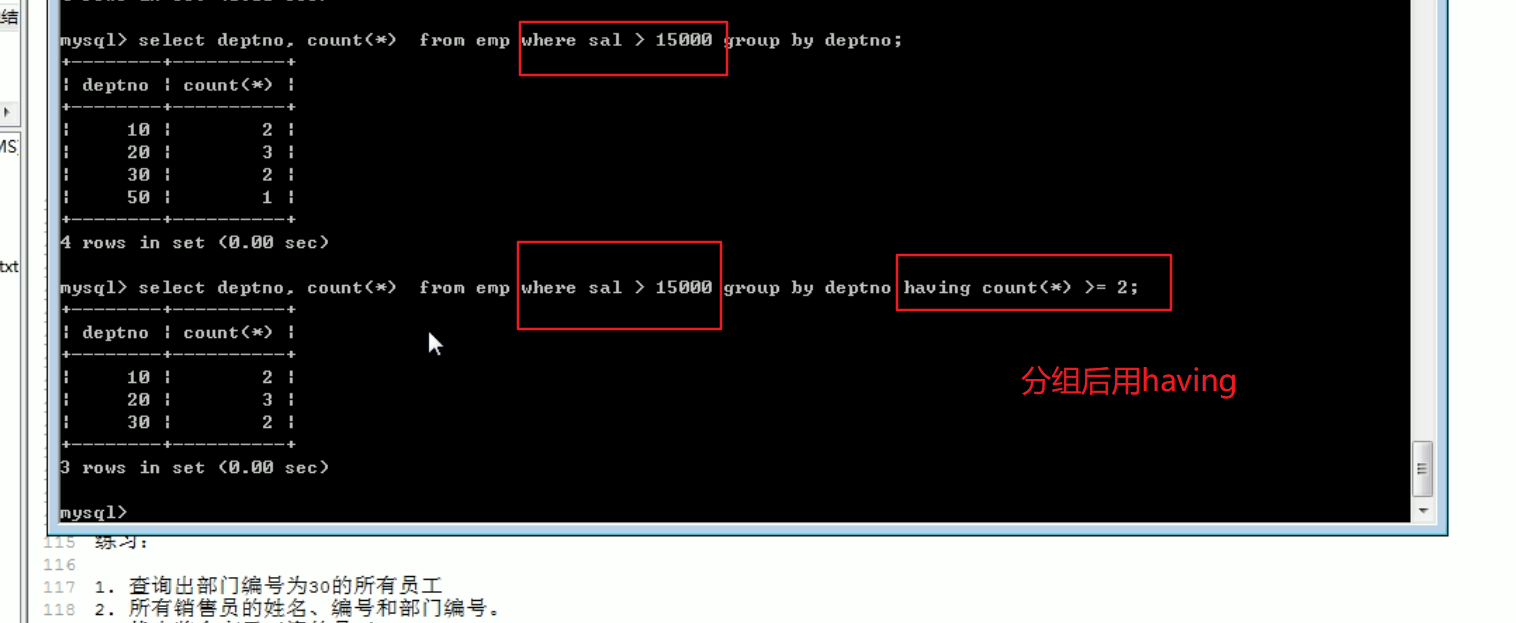 结
MS]
txt
mysql> select deptno, count(*)  from emp where sal > 15000 group by deptno;
+--------+----------+
| deptno | count(*) |
+--------+----------+
|     10 |        2 |
|     20 |        3 |
|     30 |        2 |
|     50 |        1 |
+--------+----------+
4 rows in set (0.00 sec)
mysql> select deptno, count(*)  from emp where sal > 15000 group by deptno having count(*) >= 2;
+--------+----------+
| deptno | count(*) |
+--------+----------+
|     10 |        2 |
|     20 |        3 |
|     30 |        2 |
+--------+----------+
3 rows in set (0.00 sec)
分组后用having
mysql>
115 练习：
116
117 1. 查询出部门编号为30的所有员工
118 2. 所有销售员的姓名、编号和部门编号。